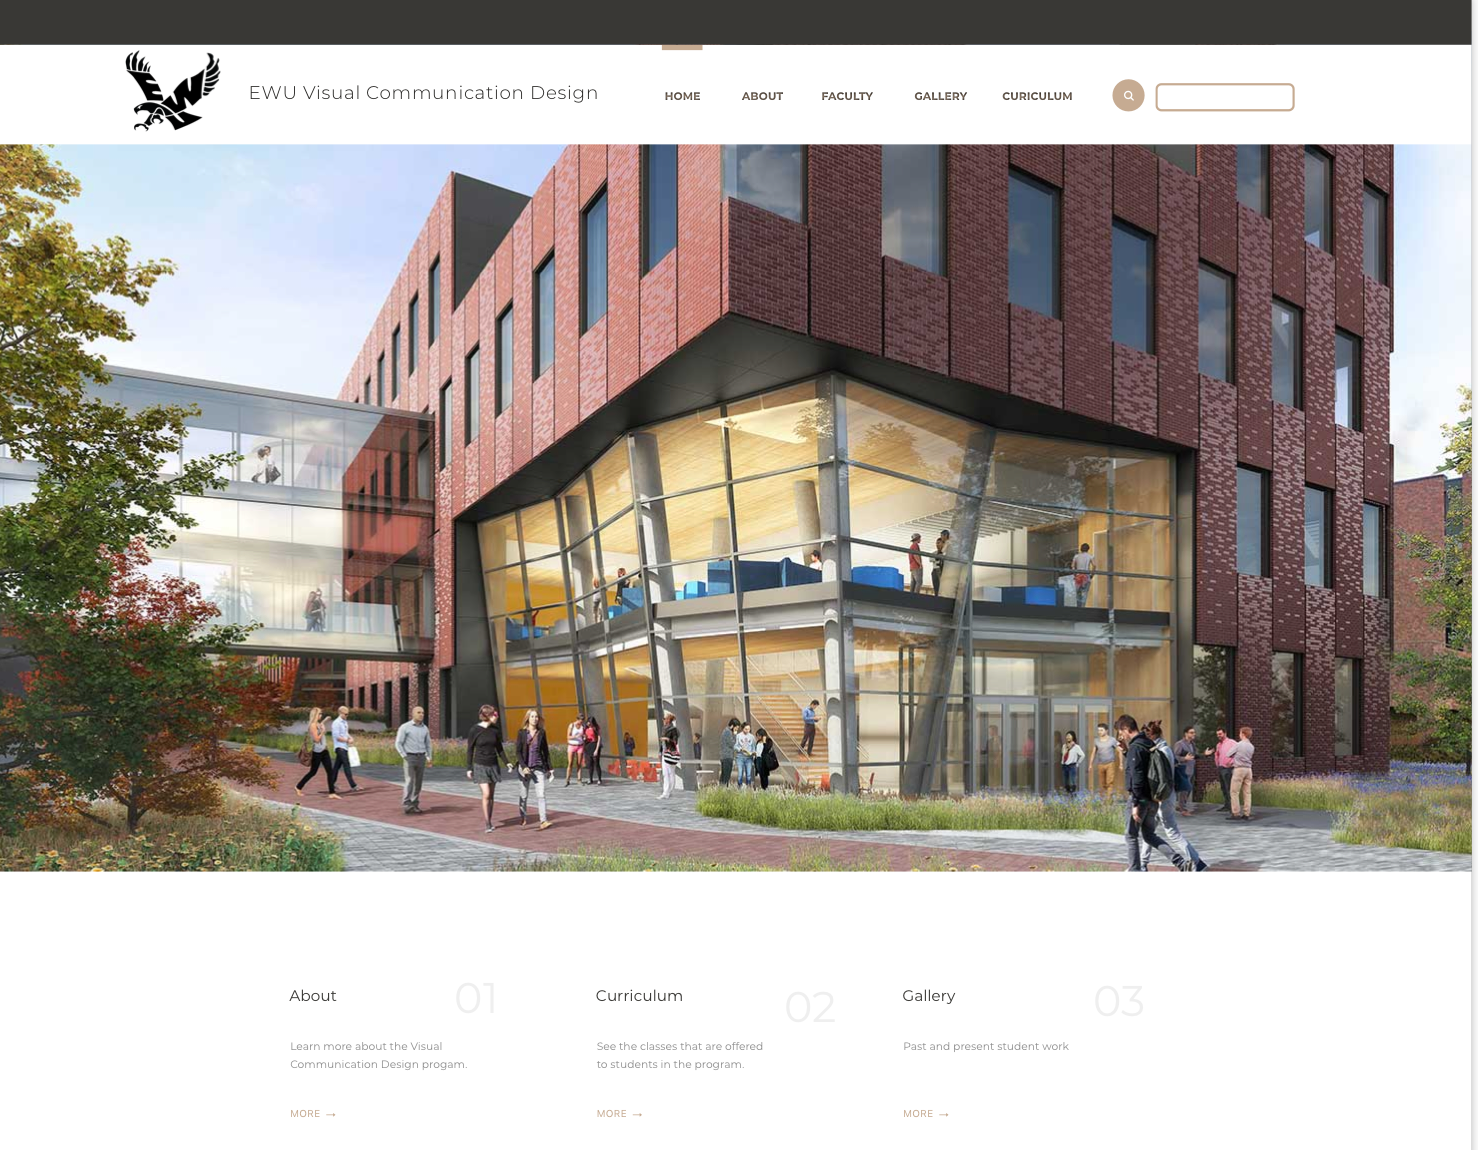 EWU Visual Communication Design
HOME
ABOUT
FACULTY
GALLERY
CURICULUM
About
01
Learn more about the Visual
Communication Design progam.
MORE →
Curriculum
02
See the classes that are offered
to students in the program.
MORE →
Gallery
03
Past and present student work
MORE →